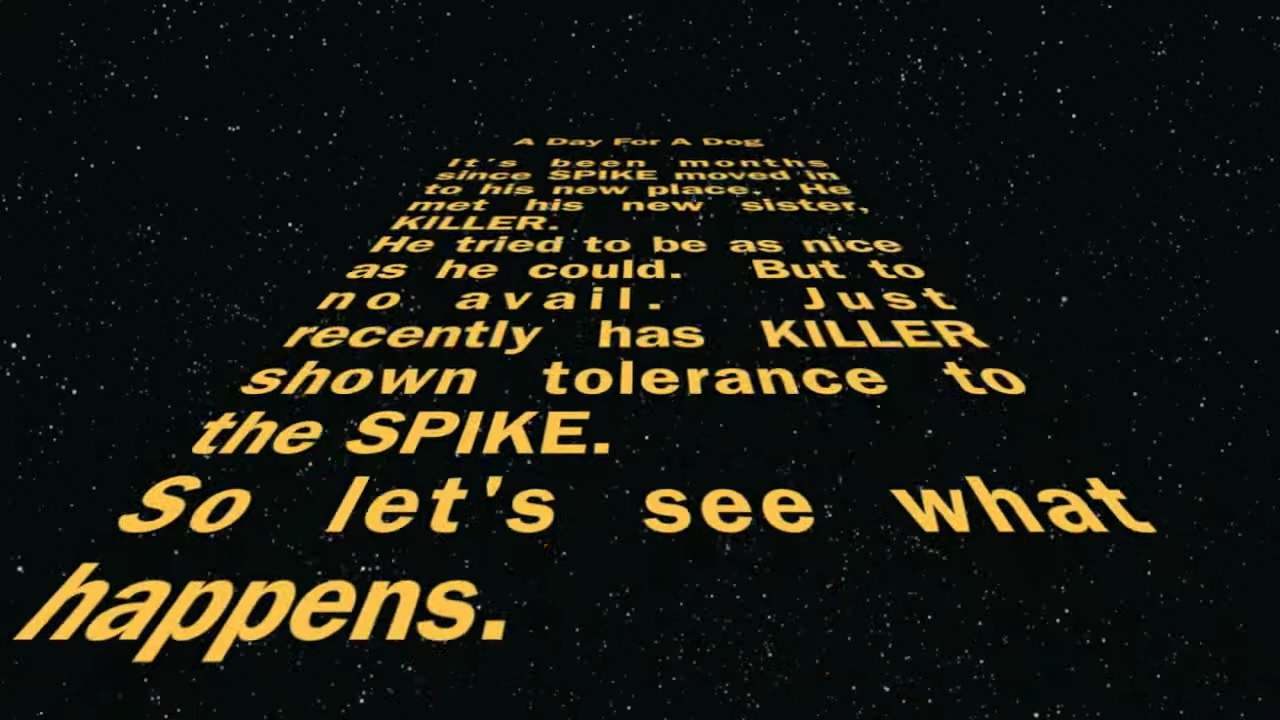 A Day For A Dog
It's been months
since SPIKE moved in
to his new place. He
met his new sister,
KILLER.
He tried to be as nice
as he could. But to
no avail. Just
recently has KILLER
shown tolerance to
the SPIKE.
So let's see what
happens.